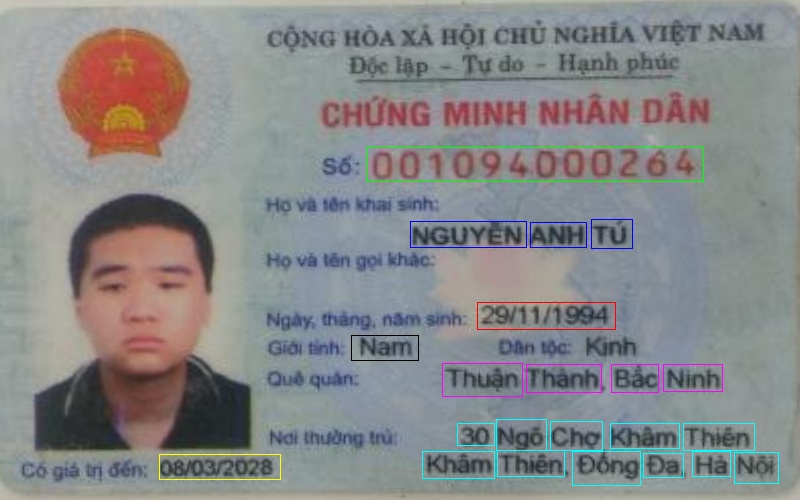 CỘNG HÒA XÃ HỘI CHỦ NGHĨA VIỆT NAM
Độc lập - Tự do - Hạnh phúc
CHỨNG MINH NHÂN DÂN
Số: 001094000264
Họ và tên khai sinh:
NGUYỄN ANH TÚ
Họ và tên gọi khác:
Ngày, tháng, năm sinh: 29/11/1994
Giới tính: Nam Dân tộc: Kinh
Quê quán: Thuận Thành, Bắc Ninh
Nơi thường trú: 30 Ngõ Chợ Khâm Thiên
Khâm Thiên, Đống Đa, Hà Nội
Có giá trị đến: 08/03/2028